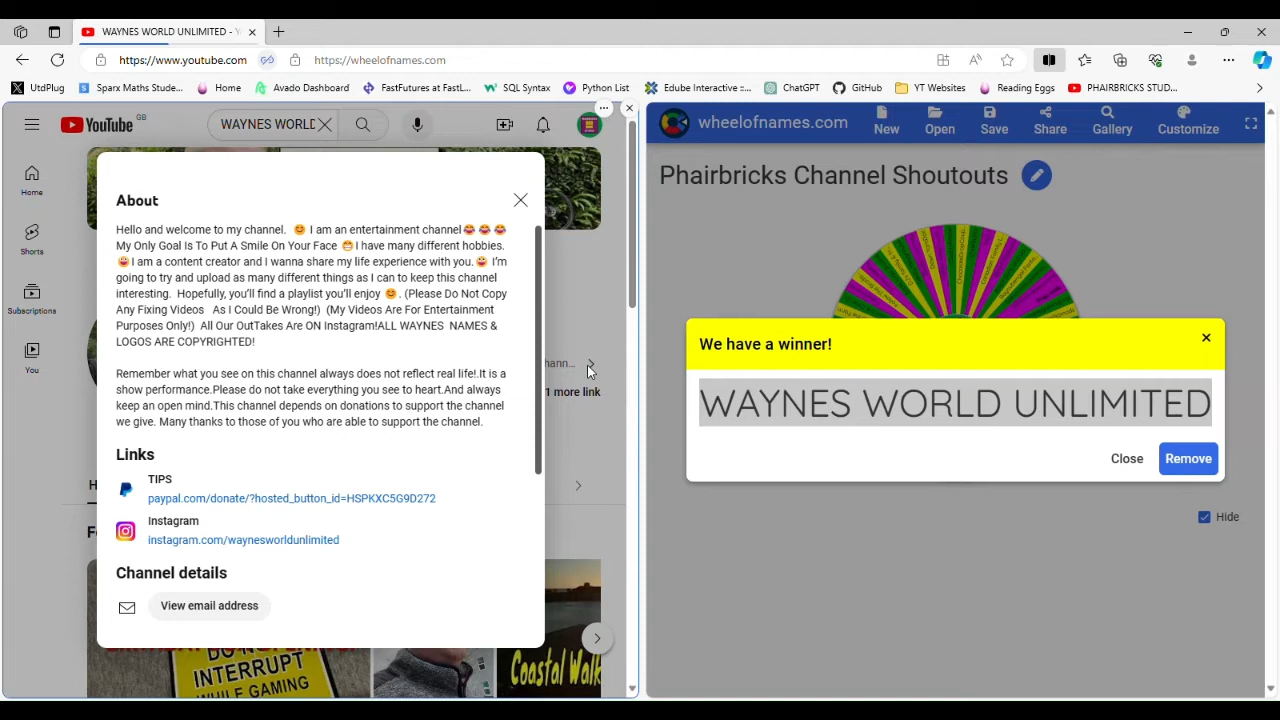 WAYNES WORLD UNLIMITED - Y
https://www.youtube.com
https://wheelofnames.com
UtdPlug
Sparx Maths Stude...
Home
Avado Dashboard
FastFutures at FastL...
SQL Syntax
Python List
Edube Interactive ::...
ChatGPT
GitHub
YT Websites
Reading Eggs
PHAIRBRICKS STUD...
YouTube GB
WAYNES WORLD
Home
Shorts
Subscriptions
You
About
Hello and welcome to my channel. 😊 I am an entertainment channel😂😂😂
My Only Goal Is To Put A Smile On Your Face 😁I have many different hobbies.
😃I am a content creator and I wanna share my life experience with you.😃 I'm
going to try and upload as many different things as I can to keep this channel
interesting. Hopefully, you'll find a playlist you'll enjoy 😊. (Please Do Not Copy
Any Fixing Videos As I Could Be Wrong!) (My Videos Are For Entertainment
Purposes Only!) All Our OutTakes Are ON Instagram!ALL WAYNES NAMES &
LOGOS ARE COPYRIGHTED!
Remember what you see on this channel always does not reflect real life!.It is a
show performance.Please do not take everything you see to heart.And always
keep an open mind.This channel depends on donations to support the channel
we give. Many thanks to those of you who are able to support the channel.
Links
TIPS
paypal.com/donate/?hosted_button_id=HSPKXC5G9D272
Instagram
instagram.com/waynesworldunlimited
Channel details
View email address
hann...
1 more link
H
F
DO NOT
INTERRUPT
WHILE GAMING
Coastal Walk
wheelofnames.com
New
Open
Save
Share
Gallery
Customize
Phairbricks Channel Shoutouts
We have a winner!
WAYNES WORLD UNLIMITED
Close
Remove
Hide